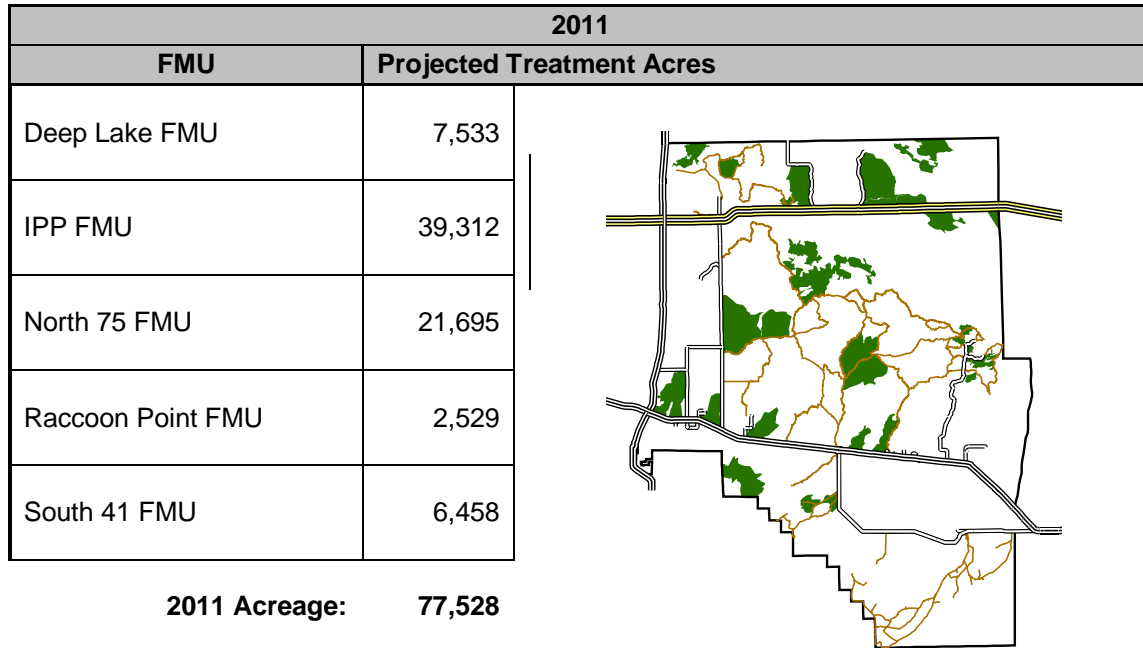 2011
FMU Projected Treatment Acres
Deep Lake FMU 7,533
IPP FMU 39,312
North 75 FMU 21,695
Raccoon Point FMU 2,529
South 41 FMU 6,458
2011 Acreage: 77,528